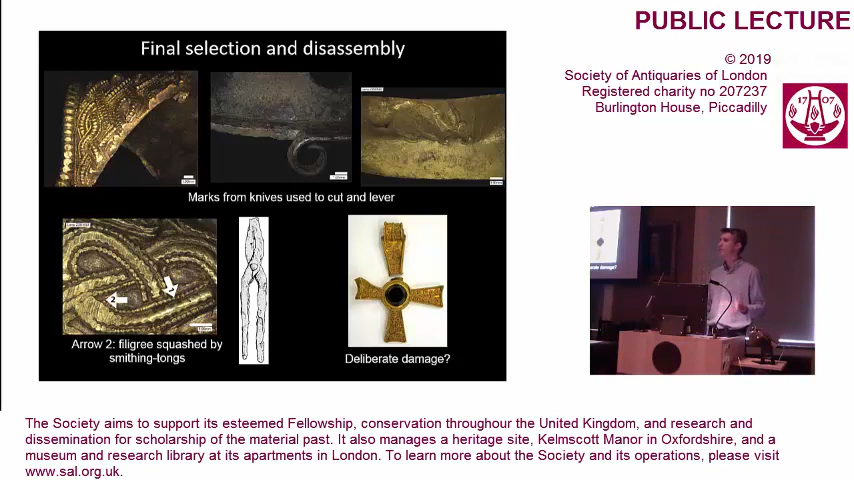 PUBLIC LECTURE
© 2019
Society of Antiquaries of London
Registered charity no 207237
Burlington House, Piccadilly
17 07
Final selection and disassembly
Marks from knives used to cut and lever
2
Arrow 2: filigree squashed by
smithing-tongs
Deliberate damage?
The Society aims to support its esteemed Fellowship, conservation throughour the United Kingdom, and research and
dissemination for scholarship of the material past. It also manages a heritage site, Kelmscott Manor in Oxfordshire, and a
museum and research library at its apartments in London. To learn more about the Society and its operations, please visit
www.sal.org.uk.